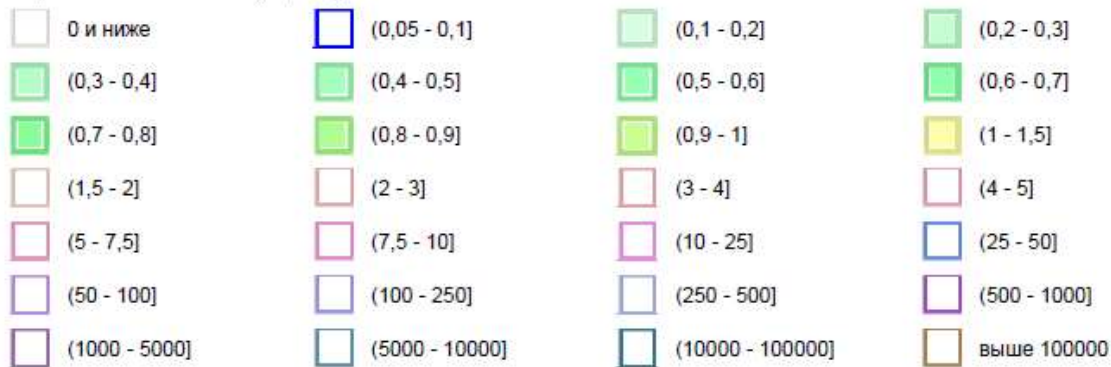 0 и ниже (0,05 - 0,1] (0,1 - 0,2] (0,2 - 0,3]
(0,3 - 0,4] (0,4 - 0,5] (0,5 - 0,6] (0,6 - 0,7]
(0,7 - 0,8] (0,8 - 0,9] (0,9 - 1] (1 - 1,5]
(1,5 - 2] (2 - 3] (3 - 4] (4 - 5]
(5 - 7,5] (7,5 - 10] (10 - 25] (25 - 50]
(50 - 100] (100 - 250] (250 - 500] (500 - 1000]
(1000 - 5000] (5000 - 10000] (10000 - 100000] выше 100000